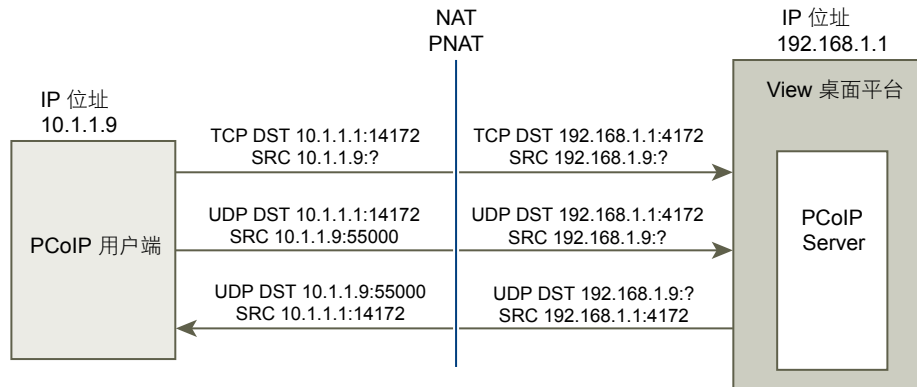 NAT
PNAT
IP 位址
192.168.1.1
View 桌面平台
IP 位址
10.1.1.9
TCP DST 10.1.1.1:14172
SRC 10.1.1.9:?
TCP DST 192.168.1.1:4172
SRC 192.168.1.9:?
PCoIP 用户端
UDP DST 10.1.1.1:14172
SRC 10.1.1.9:55000
UDP DST 192.168.1.1:4172
SRC 192.168.1.9:?
PCoIP
Server
UDP DST 10.1.1.9:55000
SRC 10.1.1.1:14172
UDP DST 192.168.1.9:?
SRC 192.168.1.1:4172